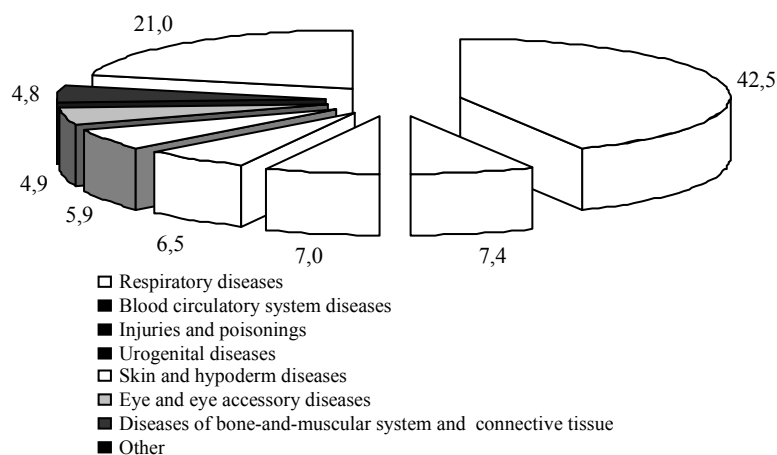 21,0
42,5
4,8
4,9
5,9
6,5
7,0
7,4
Respiratory diseases
Blood circulatory system diseases
Injuries and poisonings
Urogenital diseases
Skin and hypoderm diseases
Eye and eye accessory diseases
Diseases of bone-and-muscular system and connective tissue
Other